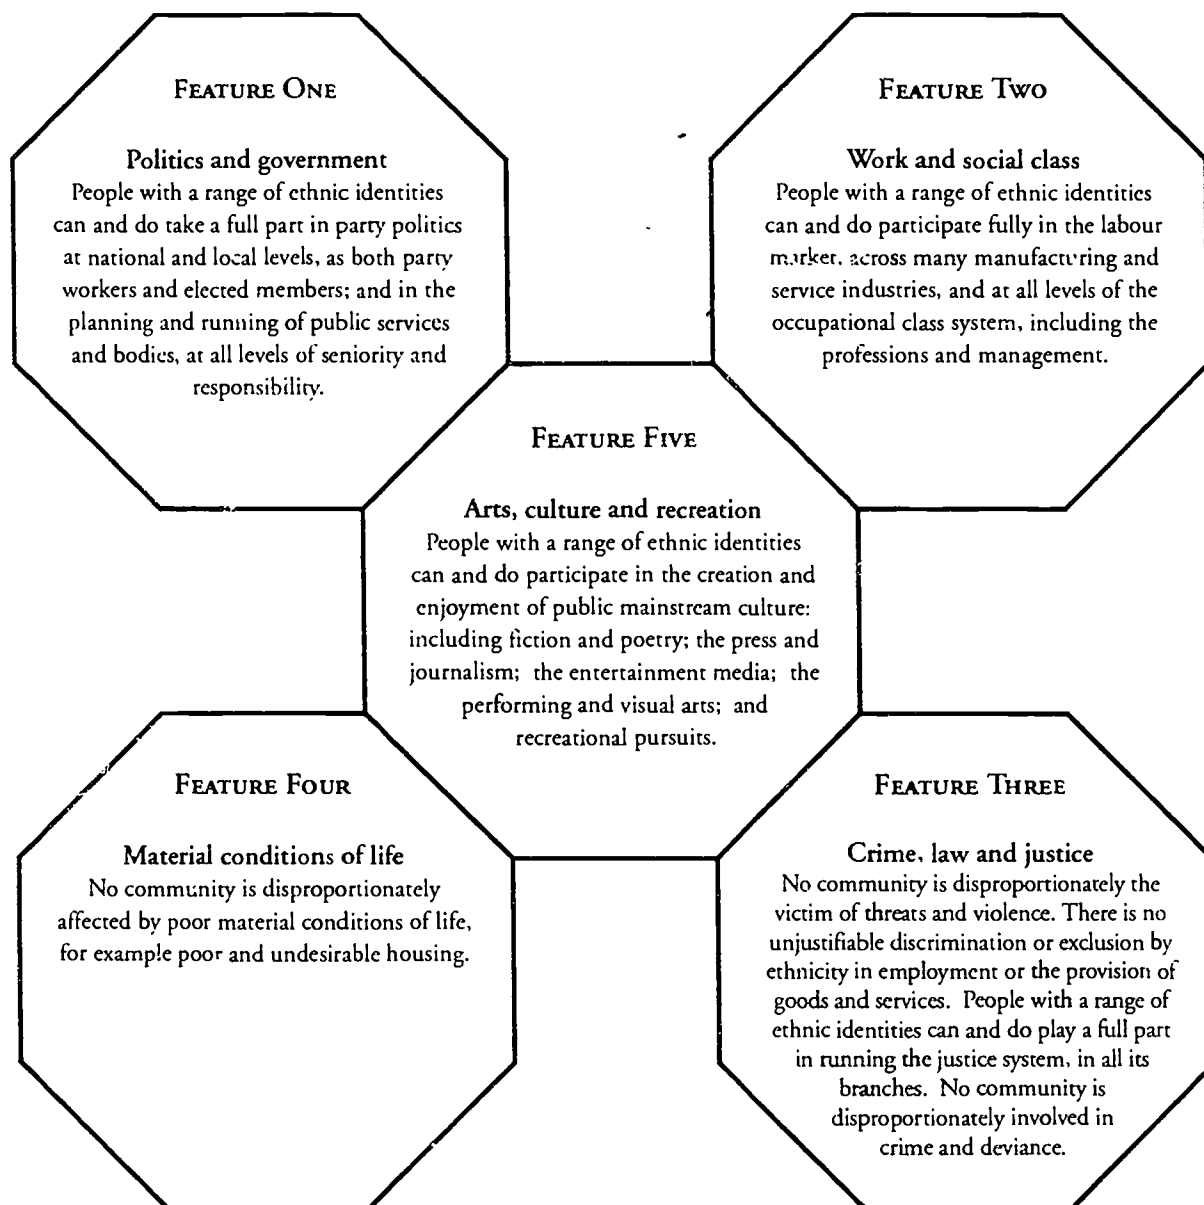 FEATURE ONE
Politics and government
People with a range of ethnic identities
can and do take a full part in party politics
at national and local levels, as both party
workers and elected members; and in the
planning and running of public services
and bodies, at all levels of seniority and
responsibility.
FEATURE TWO
Work and social class
People with a range of ethnic identities
can and do participate fully in the labour
market, across many manufacturing and
service industries, and at all levels of the
occupational class system, including the
professions and management.
FEATURE FIVE
Arts, culture and recreation
People with a range of ethnic identities
can and do participate in the creation and
enjoyment of public mainstream culture:
including fiction and poetry; the press and
journalism; the entertainment media; the
performing and visual arts; and
recreational pursuits.
FEATURE FOUR
Material conditions of life
No community is disproportionately
affected by poor material conditions of life,
for example poor and undesirable housing.
FEATURE THREE
Crime, law and justice
No community is disproportionately the
victim of threats and violence. There is no
unjustifiable discrimination or exclusion by
ethnicity in employment or the provision of
goods and services. People with a range of
ethnic identities can and do play a full part
in running the justice system, in all its
branches. No community is
disproportionately involved in
crime and deviance.